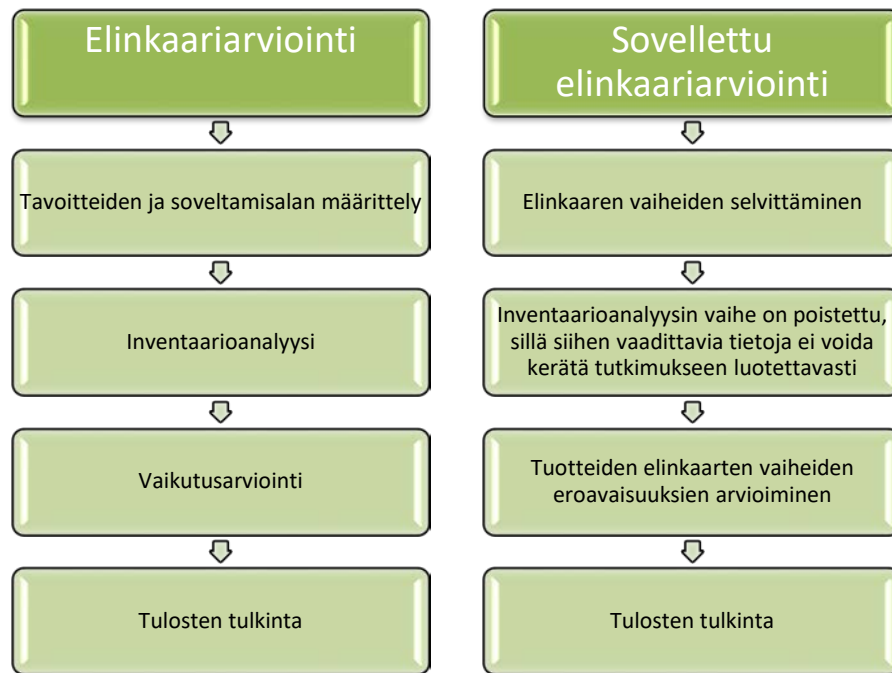 Elinkaariarviointi
Tavoitteiden ja soveltamisalan määrittely
Inventaarioanalyysi
Vaikutusarviointi
Tulosten tulkinta
Sovellettu
elinkaariarviointi
Elinkaaren vaiheiden selvittäminen
Inventaarioanalyysin vaihe on poistettu,
sillä siihen vaadittavia tietoja ei voida
kerätä tutkimukseen luotettavasti
Tuotteiden elinkaarten vaiheiden
eroavaisuuksien arvioiminen
Tulosten tulkinta